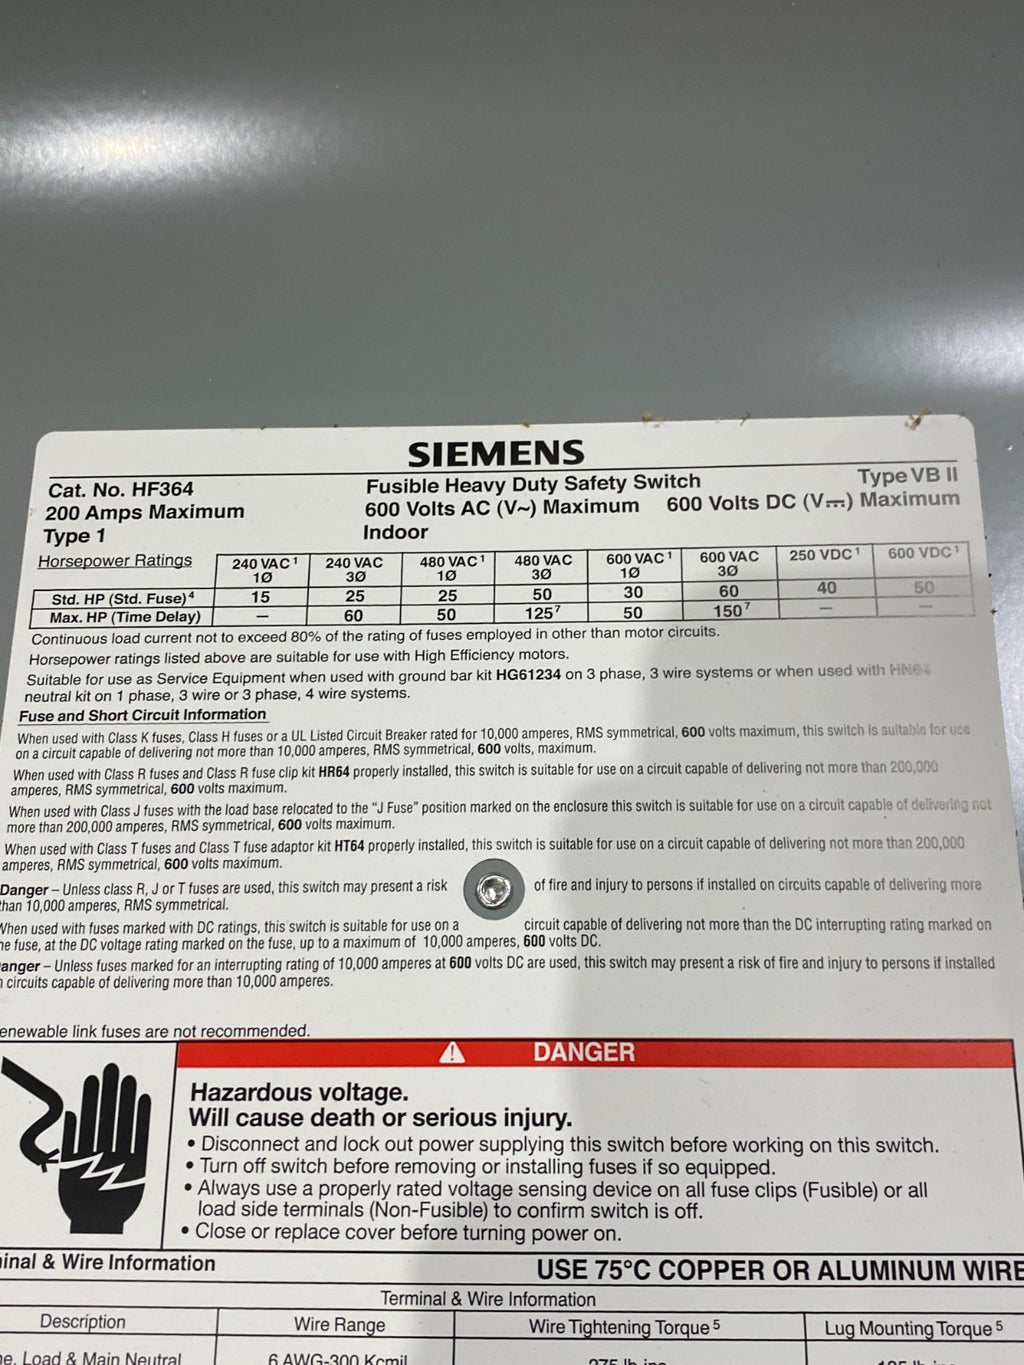 SIEMENS
Cat. No. HF364 Fusible Heavy Duty Safety Switch Type VB II
200 Amps Maximum 600 Volts AC (V~) Maximum 600 Volts DC (V⎓) Maximum
Type 1 Indoor
Horsepower Ratings 240 VAC¹ 1Ø 240 VAC 3Ø 480 VAC¹ 1Ø 480 VAC 3Ø 600 VAC¹ 1Ø 600 VAC 3Ø 250 VDC¹ 600 VDC¹
Std. HP (Std. Fuse)⁴ 15 25 25 50 30 60 40 50
Max. HP (Time Delay) — 60 50 125⁷ 50 150⁷ — —
Continuous load current not to exceed 80% of the rating of fuses employed in other than motor circuits.
Horsepower ratings listed above are suitable for use with High Efficiency motors.
Suitable for use as Service Equipment when used with ground bar kit HG61234 on 3 phase, 3 wire systems or when used with HN64
neutral kit on 1 phase, 3 wire or 3 phase, 4 wire systems.
Fuse and Short Circuit Information
When used with Class K fuses, Class H fuses or a UL Listed Circuit Breaker rated for 10,000 amperes, RMS symmetrical, 600 volts maximum, this switch is suitable for use
on a circuit capable of delivering not more than 10,000 amperes, RMS symmetrical, 600 volts, maximum.
When used with Class R fuses and Class R fuse clip kit HR64 properly installed, this switch is suitable for use on a circuit capable of delivering not more than 200,000
amperes, RMS symmetrical, 600 volts maximum.
When used with Class J fuses with the load base relocated to the "J Fuse" position marked on the enclosure this switch is suitable for use on a circuit capable of delivering not
more than 200,000 amperes, RMS symmetrical, 600 volts maximum.
When used with Class T fuses and Class T fuse adaptor kit HT64 properly installed, this switch is suitable for use on a circuit capable of delivering not more than 200,000
amperes, RMS symmetrical, 600 volts maximum.
Danger – Unless class R, J or T fuses are used, this switch may present a risk of fire and injury to persons if installed on circuits capable of delivering more
than 10,000 amperes, RMS symmetrical.
When used with fuses marked with DC ratings, this switch is suitable for use on a circuit capable of delivering not more than the DC interrupting rating marked on
he fuse, at the DC voltage rating marked on the fuse, up to a maximum of 10,000 amperes, 600 volts DC.
anger – Unless fuses marked for an interrupting rating of 10,000 amperes at 600 volts DC are used, this switch may present a risk of fire and injury to persons if installed
n circuits capable of delivering more than 10,000 amperes.
enewable link fuses are not recommended.
DANGER
Hazardous voltage.
Will cause death or serious injury.
• Disconnect and lock out power supplying this switch before working on this switch.
• Turn off switch before removing or installing fuses if so equipped.
• Always use a properly rated voltage sensing device on all fuse clips (Fusible) or all
load side terminals (Non-Fusible) to confirm switch is off.
• Close or replace cover before turning power on.
inal & Wire Information USE 75°C COPPER OR ALUMINUM WIRE
Terminal & Wire Information
Description Wire Range Wire Tightening Torque⁵ Lug Mounting Torque⁵
ne, Load & Main Neutral 6 AWG-300 Kcmil